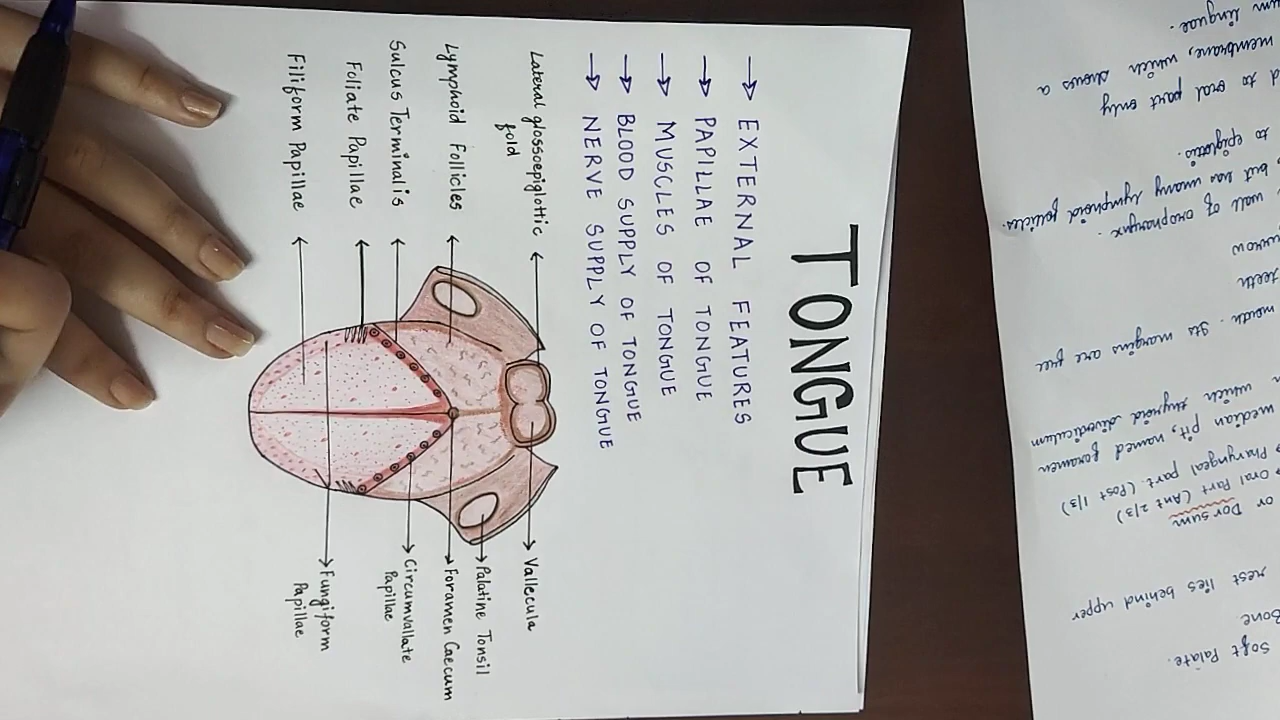 TONGUE
→ EXTERNAL FEATURES
→ PAPILLAE OF TONGUE
→ MUSCLES OF TONGUE
→ BLOOD SUPPLY OF TONGUE
→ NERVE SUPPLY OF TONGUE
Lateral glossoepiglottic
fold
Lymphoid Follicles
Sulcus Terminalis
Foliate Papillae
Filiform Papillae
Vallecula
Palatine Tonsil
Foramen Caecum
Circumvallate
Papillae
Fungiform
Papillae
Soft Palate.
Bone.
rest lies behind upper
or Dorsum
→ Oral Part (Ant 2/3)
→ Pharyngeal part. (Post 1/3)
median pit, named foramen
which thyroid diverticulum
mouth. Its margins are free
teeth
wall of oropharynx.
but has many lymphoid follicles.
to epiglottis.
to oral part only
membrane, which shows a
linguae.